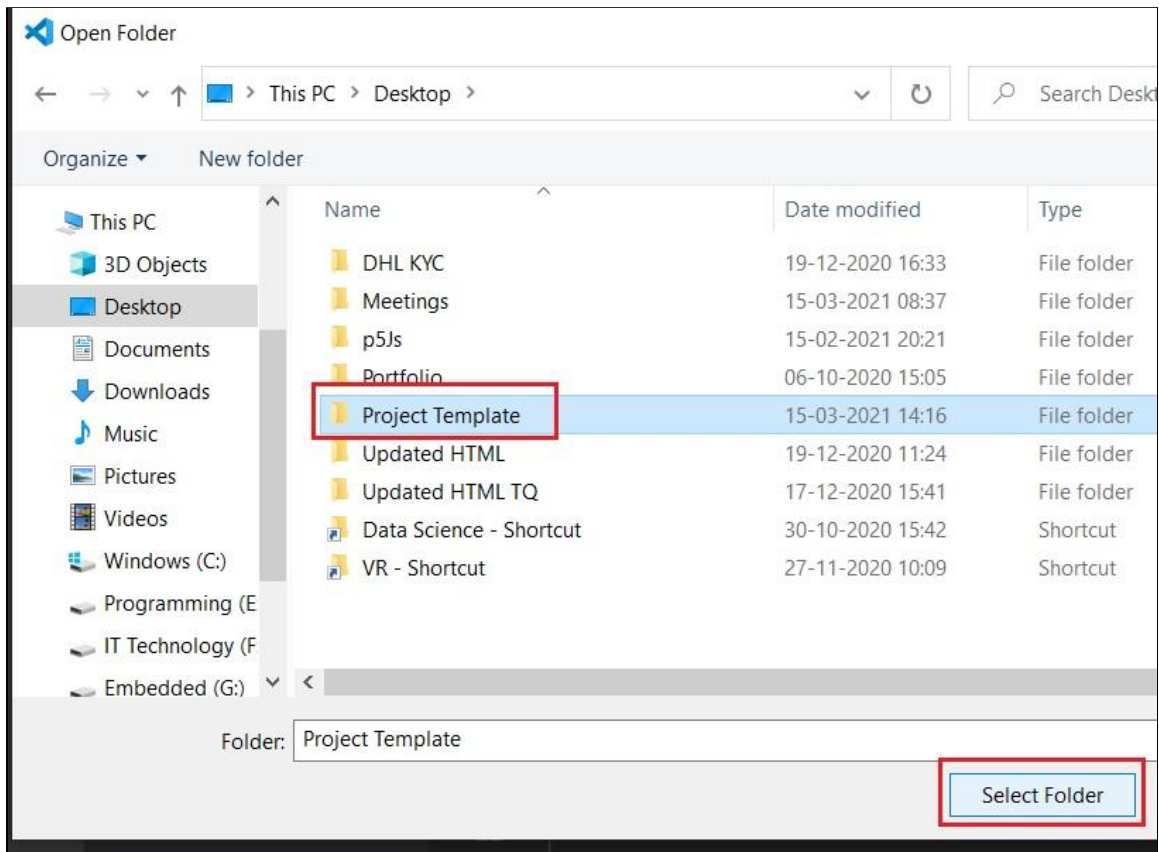 Open Folder
This PC > Desktop >
Search Deskt
Organize New folder
Name Date modified Type
This PC
3D Objects
Desktop
Documents
Downloads
Music
Pictures
Videos
Windows (C:)
Programming (E
IT Technology (F
Embedded (G:)
DHL KYC 19-12-2020 16:33 File folder
Meetings 15-03-2021 08:37 File folder
p5Js 15-02-2021 20:21 File folder
Portfolio 06-10-2020 15:05 File folder
Project Template 15-03-2021 14:16 File folder
Updated HTML 19-12-2020 11:24 File folder
Updated HTML TQ 17-12-2020 15:41 File folder
Data Science - Shortcut 30-10-2020 15:42 Shortcut
VR - Shortcut 27-11-2020 10:09 Shortcut
Folder: Project Template
Select Folder